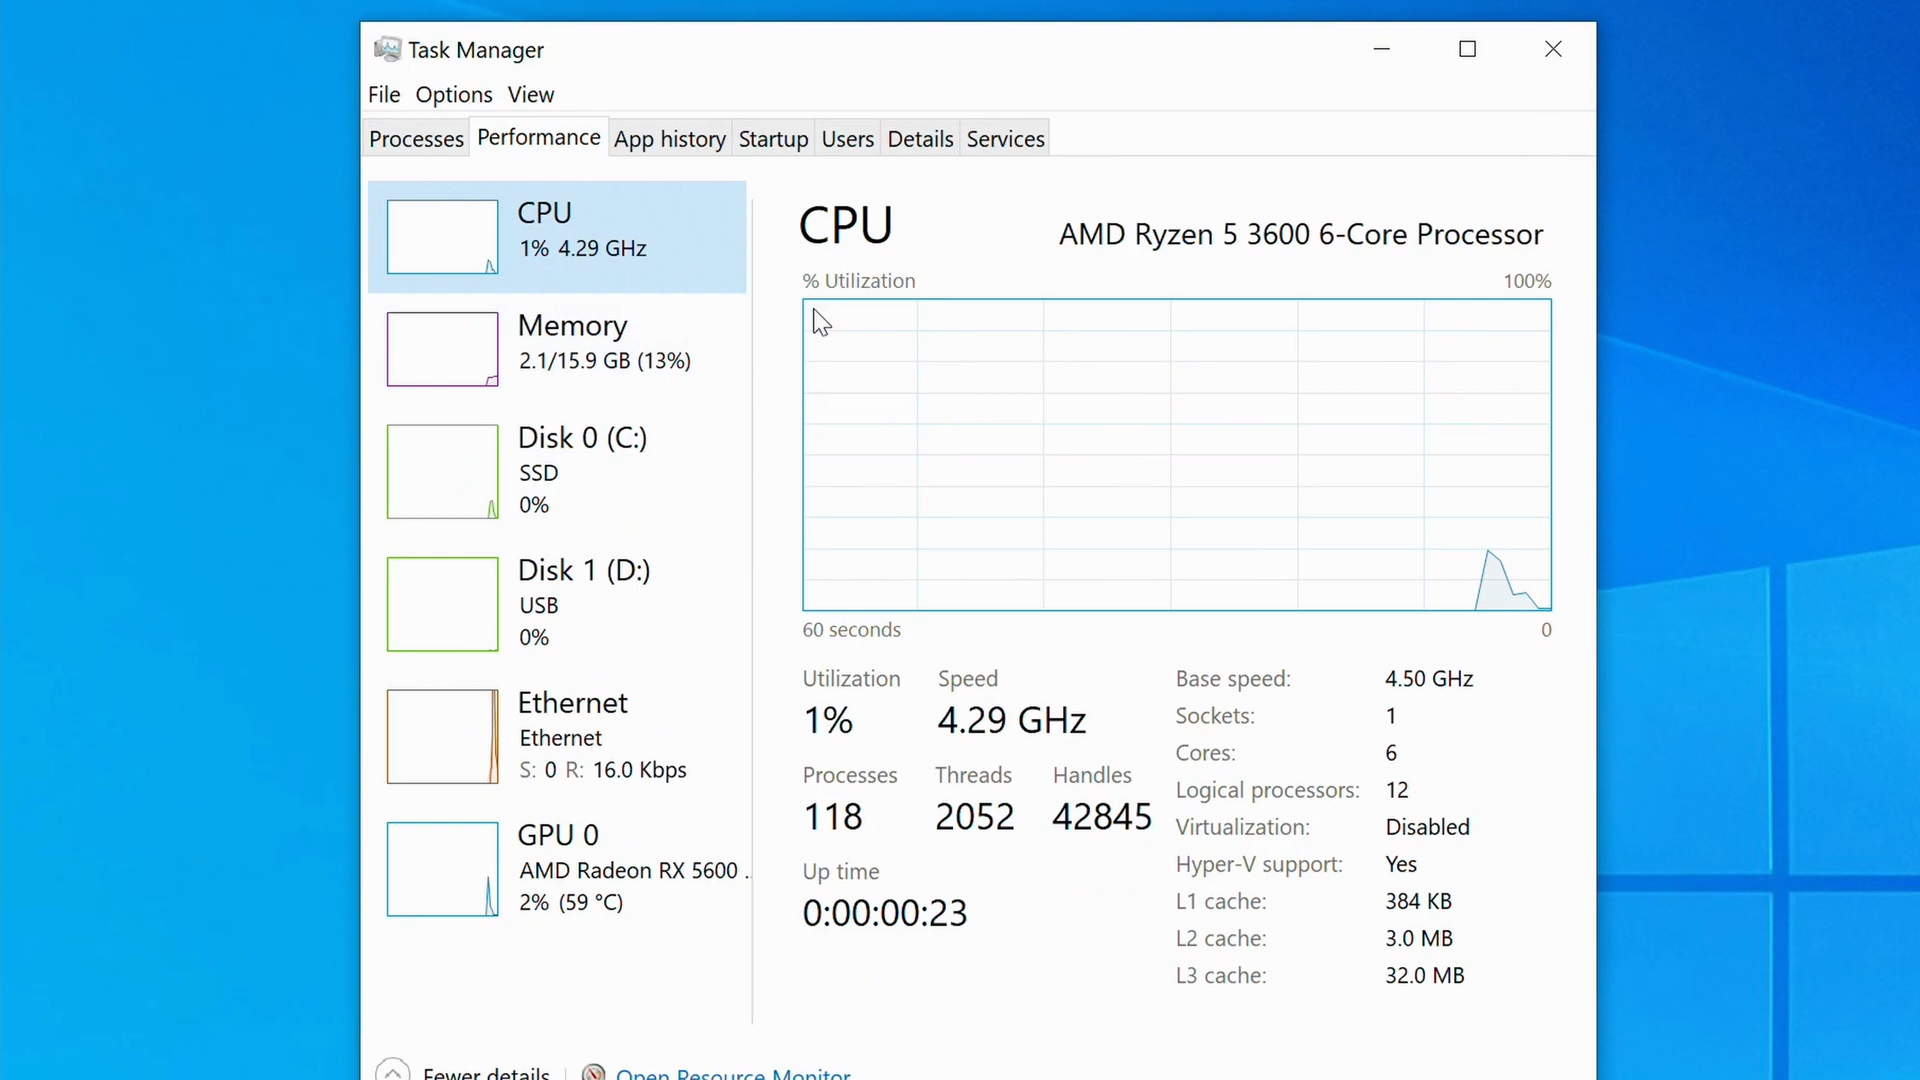 Task Manager
File Options View
Processes Performance App history Startup Users Details Services
CPU
1% 4.29 GHz
Memory
2.1/15.9 GB (13%)
Disk 0 (C:)
SSD
0%
Disk 1 (D:)
USB
0%
Ethernet
Ethernet
S: 0 R: 16.0 Kbps
GPU 0
AMD Radeon RX 5600 ..
2% (59 °C)
CPU AMD Ryzen 5 3600 6-Core Processor
% Utilization 100%
60 seconds 0
Utilization Speed
1% 4.29 GHz
Processes Threads Handles
118 2052 42845
Up time
0:00:00:23
Base speed: 4.50 GHz
Sockets: 1
Cores: 6
Logical processors: 12
Virtualization: Disabled
Hyper-V support: Yes
L1 cache: 384 KB
L2 cache: 3.0 MB
L3 cache: 32.0 MB
Fewer details Open Resource Monitor